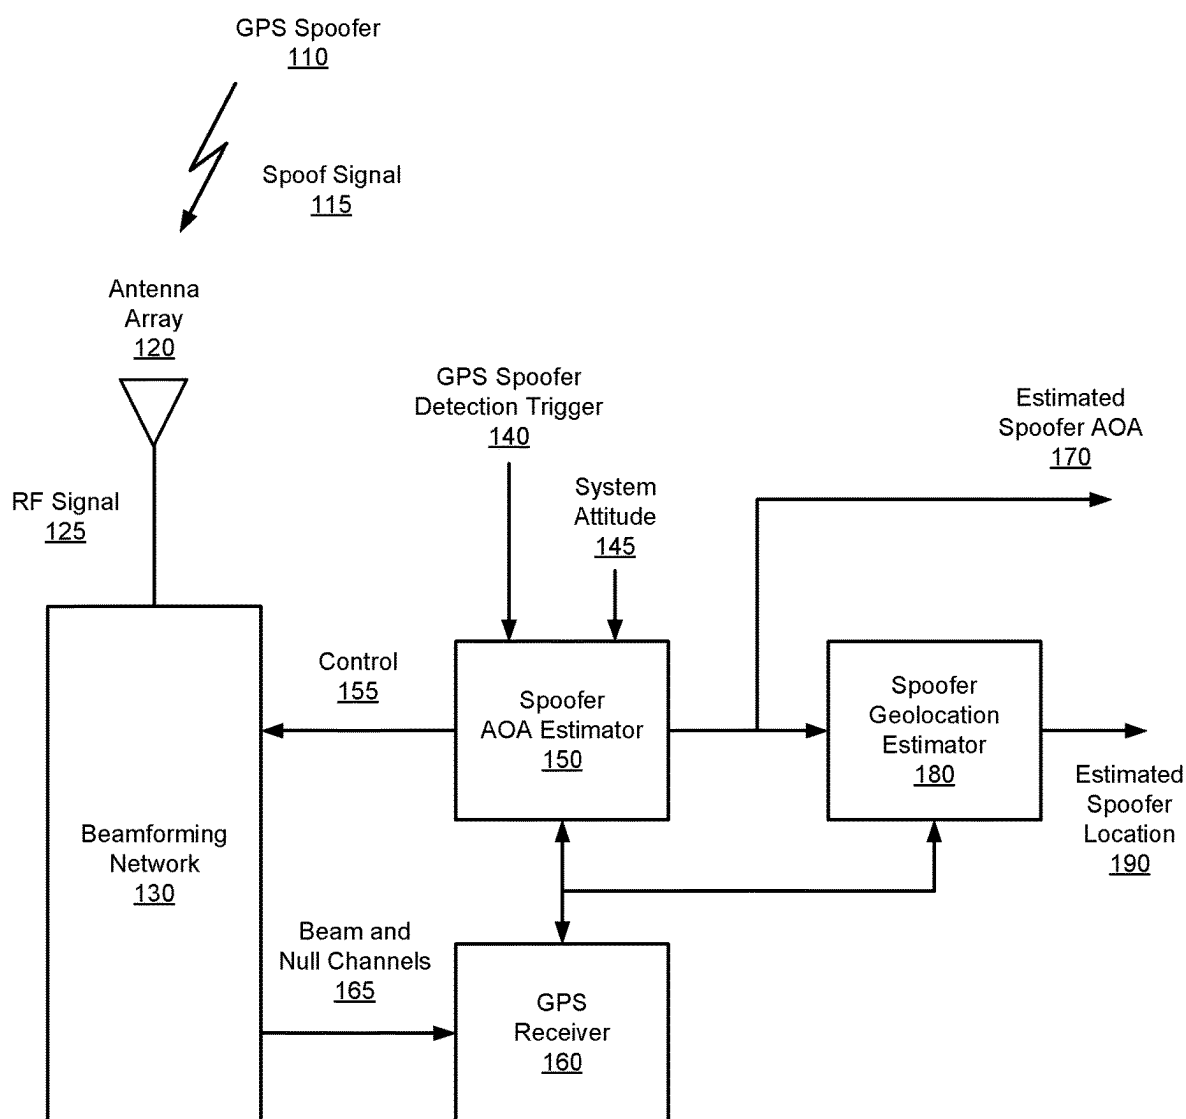 GPS Spoofer
110
Spoof Signal
115
Antenna
Array
120
RF Signal
125
GPS Spoofer
Detection Trigger
140
System
Attitude
145
Estimated
Spoofer AOA
170
Control
155
Spoofer
AOA Estimator
150
Spoofer
Geolocation
Estimator
180
Estimated
Spoofer
Location
190
Beamforming
Network
130
Beam and
Null Channels
165
GPS
Receiver
160